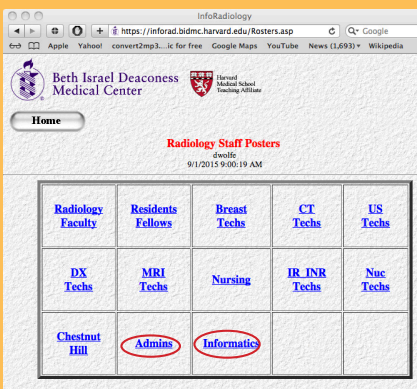 InfoRadiology
https://inforad.bidmc.harvard.edu/Rosters.asp
Google
Apple Yahoo! convert2mp3....ic for free Google Maps YouTube News (1,693) Wikipedia
Beth Israel Deaconess
Medical Center
Harvard
Medical School
Teaching Affiliate
Home
Radiology Staff Posters
dwolfe
9/1/2015 9:00:19 AM
Radiology Faculty
Residents Fellows
Breast Techs
CT Techs
US Techs
DX Techs
MRI Techs
Nursing
IR_INR Techs
Nuc Techs
Chestnut Hill
Admins
Informatics